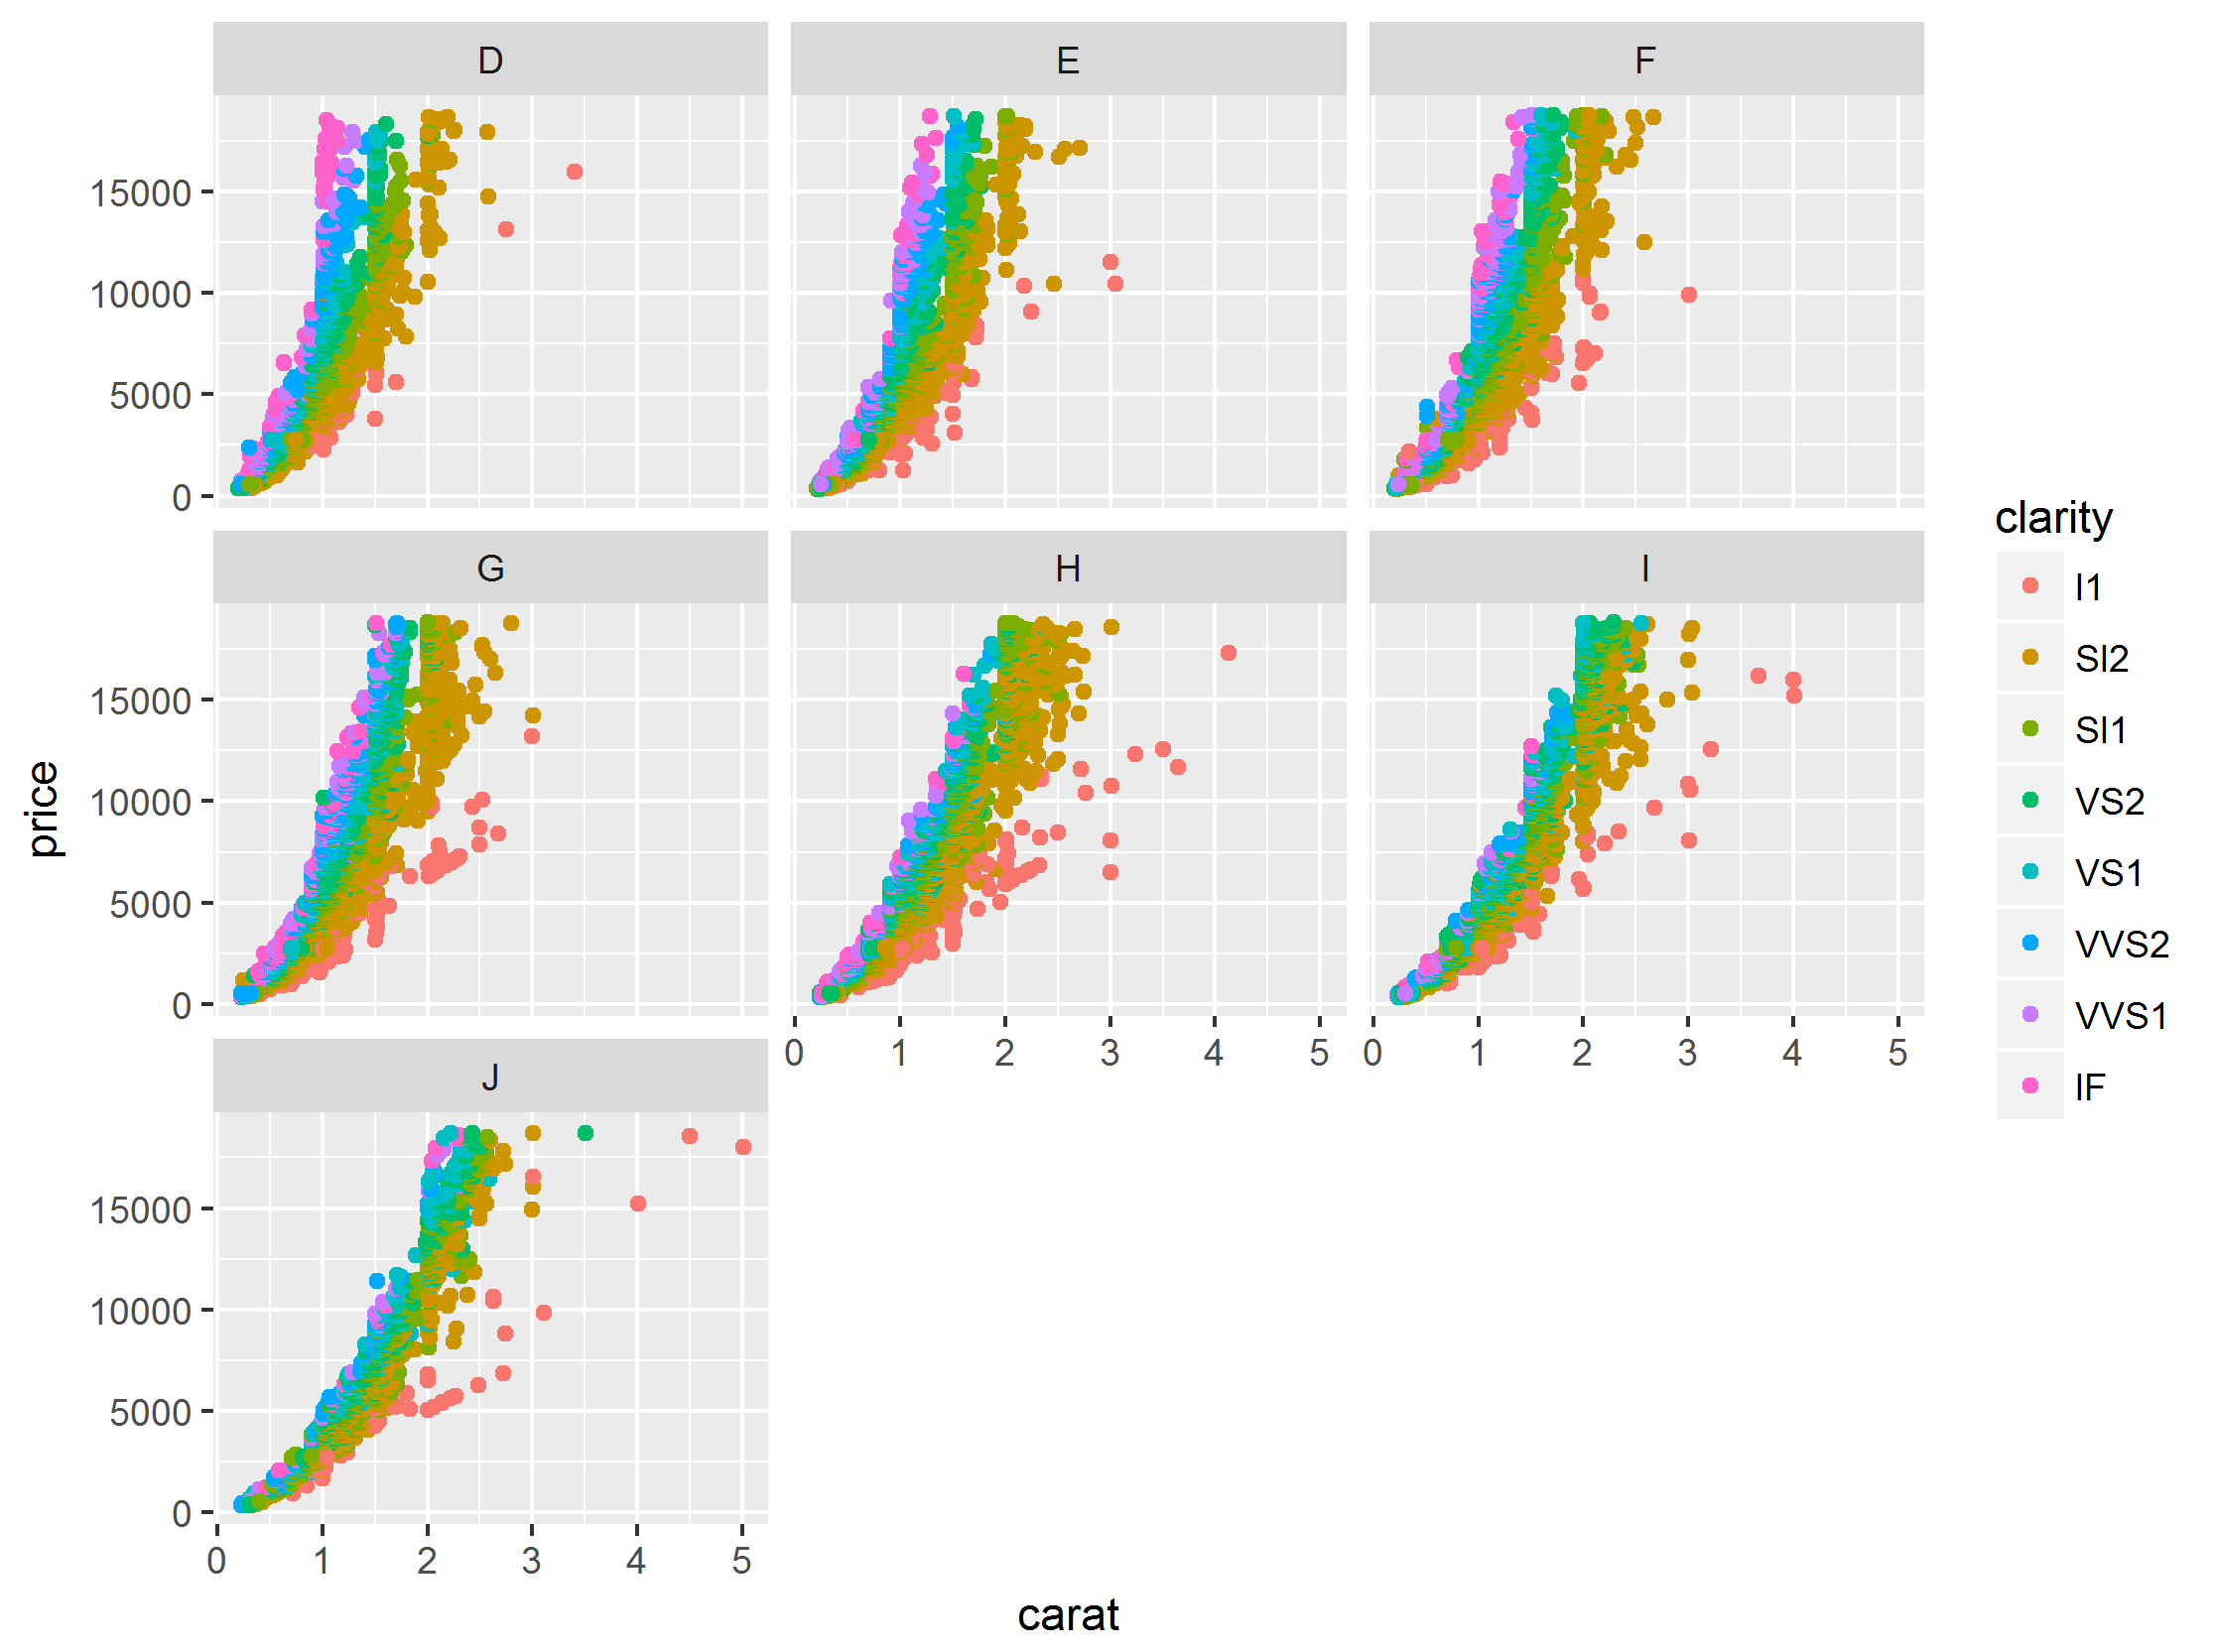 D E F
15000
10000
5000
0
G H I
15000
10000
5000
0
0 1 2 3 4 5 0 1 2 3 4 5
J
15000
10000
5000
0
0 1 2 3 4 5
price
carat
clarity
I1
SI2
SI1
VS2
VS1
VVS2
VVS1
IF